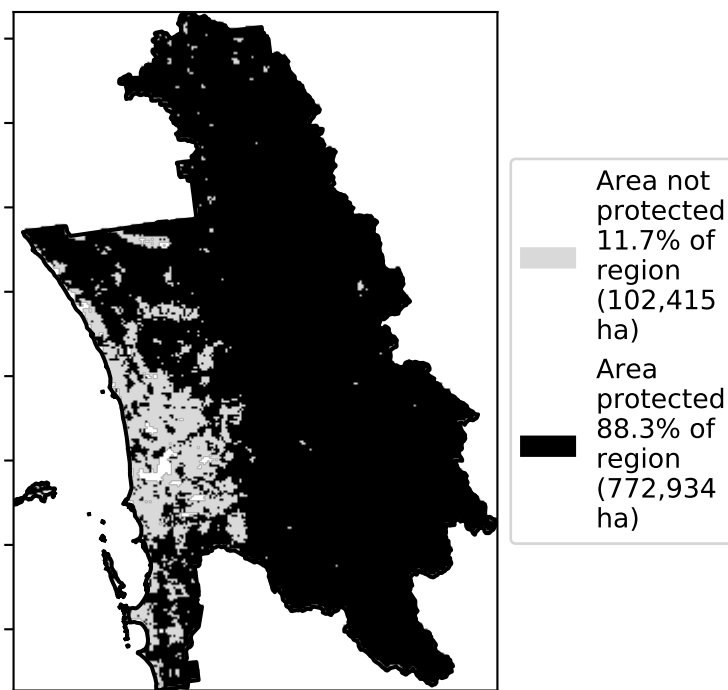 Area not
protected
11.7% of
region
(102,415
ha)
Area
protected
88.3% of
region
(772,934
ha)